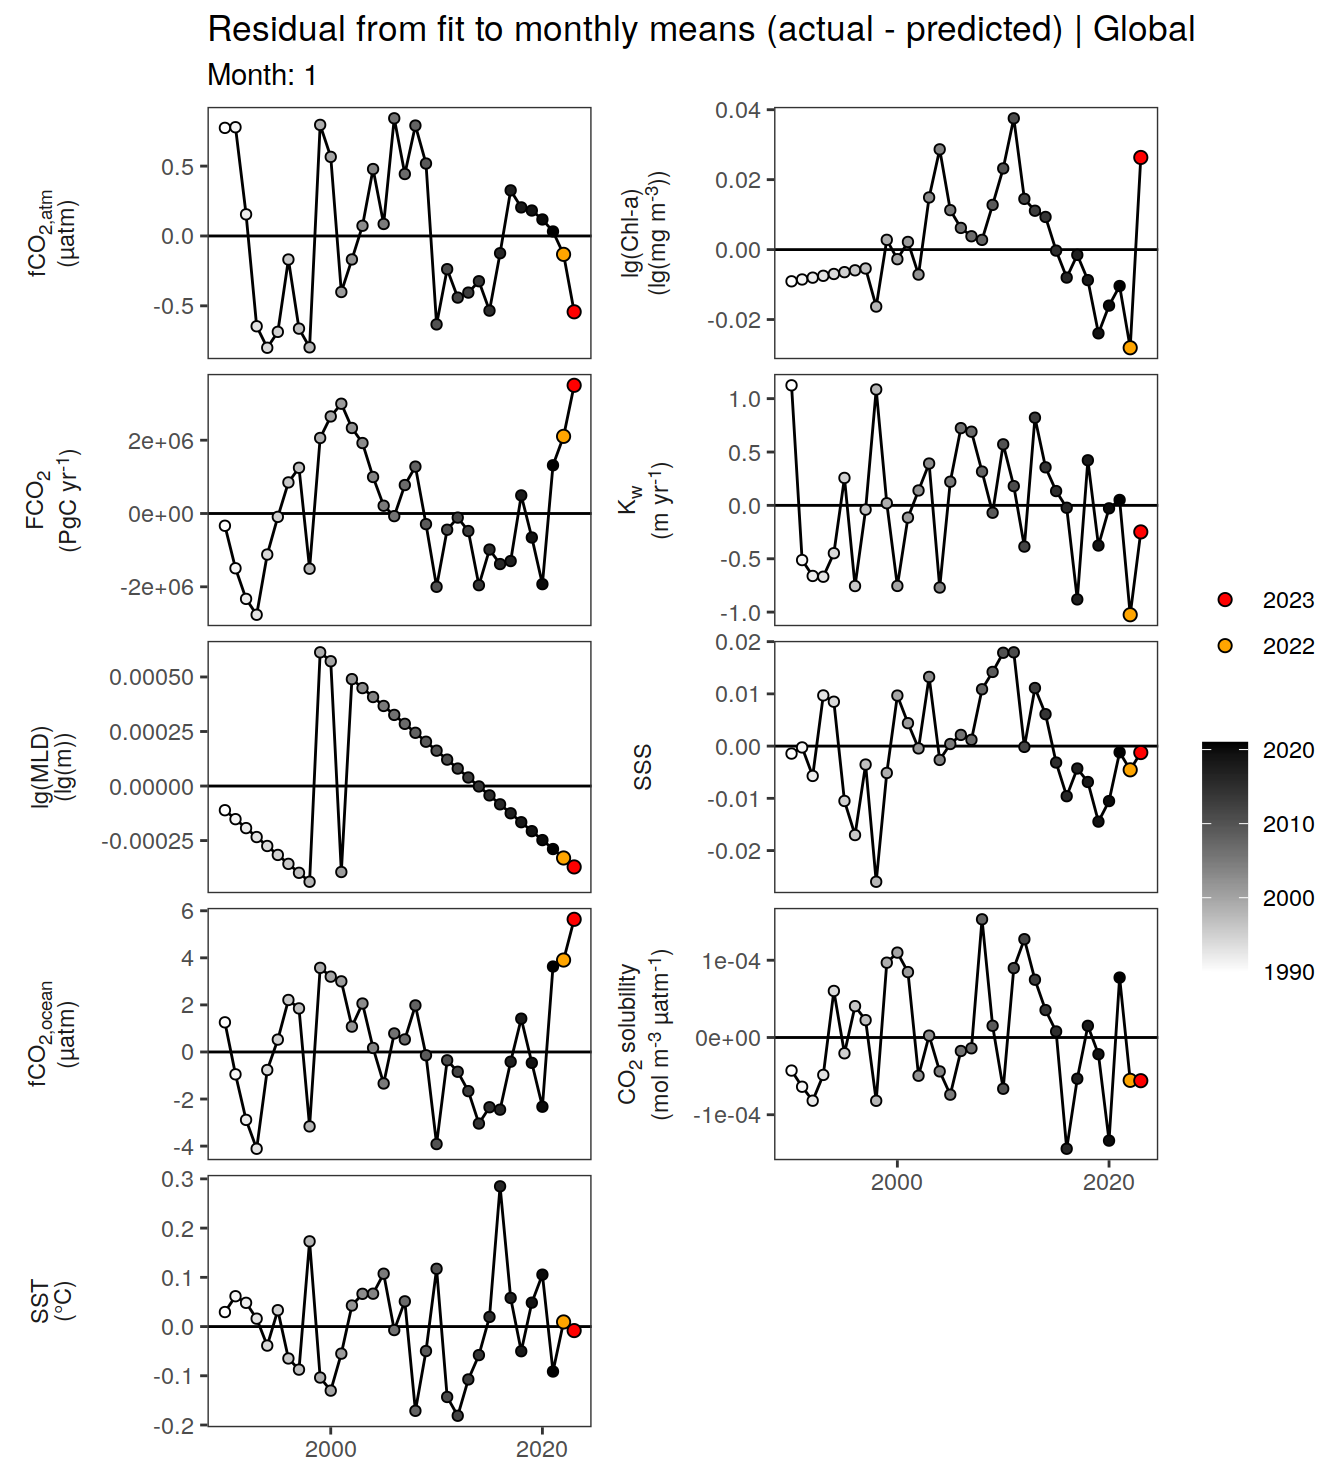 Residual from fit to monthly means (actual - predicted) | Global
Month: 1
fCO2,atm
(µatm)
0.5
0.0
-0.5
lg(Chl-a)
(lg(mg m-3))
0.04
0.02
0.00
-0.02
FCO2
(PgC yr-1)
2e+06
0e+00
-2e+06
Kw
(m yr-1)
1.0
0.5
0.0
-0.5
-1.0
lg(MLD)
(lg(m))
0.00050
0.00025
0.00000
-0.00025
SSS
0.02
0.01
0.00
-0.01
-0.02
fCO2,ocean
(µatm)
6
4
2
0
-2
-4
CO2 solubility
(mol m-3 µatm-1)
1e-04
0e+00
-1e-04
2000
2020
SST
(°C)
0.3
0.2
0.1
0.0
-0.1
-0.2
2000
2020
2023
2022
2020
2010
2000
1990